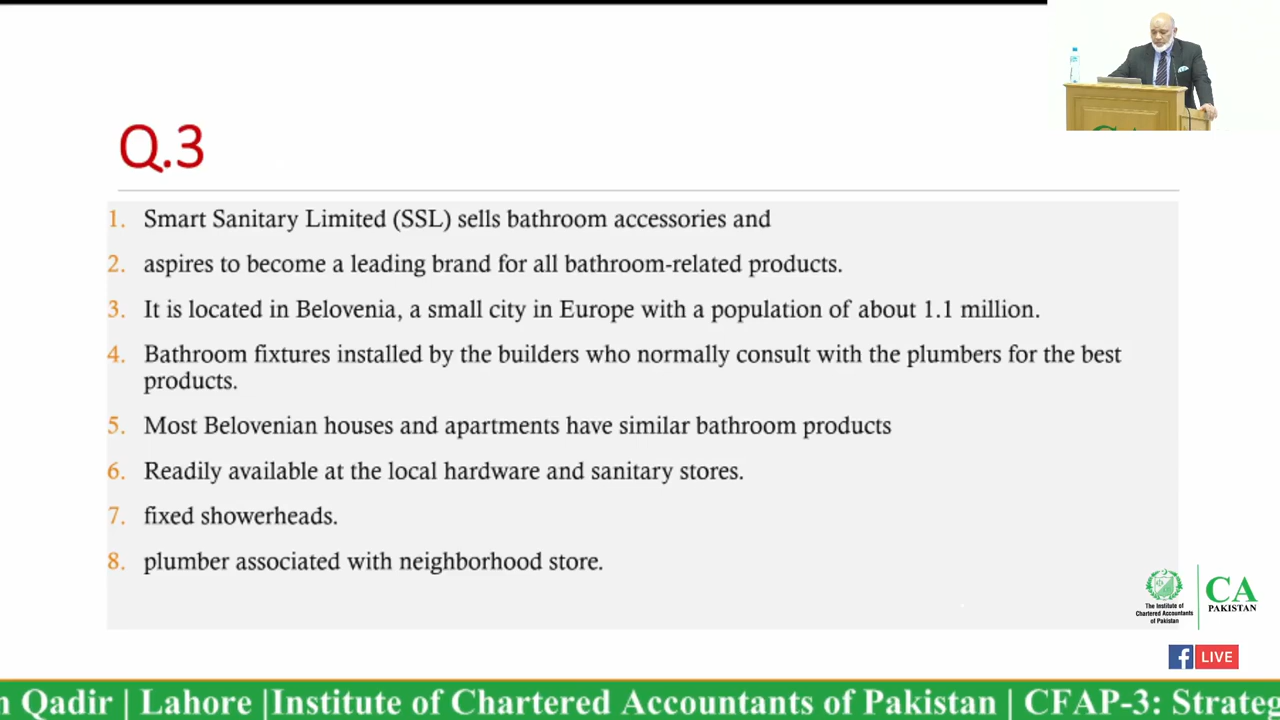 Q.3
1. Smart Sanitary Limited (SSL) sells bathroom accessories and
2. aspires to become a leading brand for all bathroom-related products.
3. It is located in Belovenia, a small city in Europe with a population of about 1.1 million.
4. Bathroom fixtures installed by the builders who normally consult with the plumbers for the best
products.
5. Most Belovenian houses and apartments have similar bathroom products
6. Readily available at the local hardware and sanitary stores.
7. fixed showerheads.
8. plumber associated with neighborhood store.
The Institute of
Chartered Accountants
of Pakistan
CA
PAKISTAN
LIVE
n Qadir | Lahore |Institute of Chartered Accountants of Pakistan | CFAP-3: Strateg